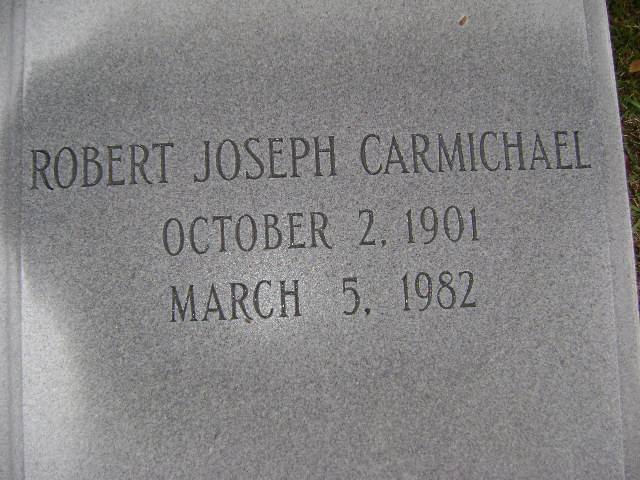 ROBERT JOSEPH CARMICHAEL
OCTOBER 2, 1901
MARCH 5, 1982